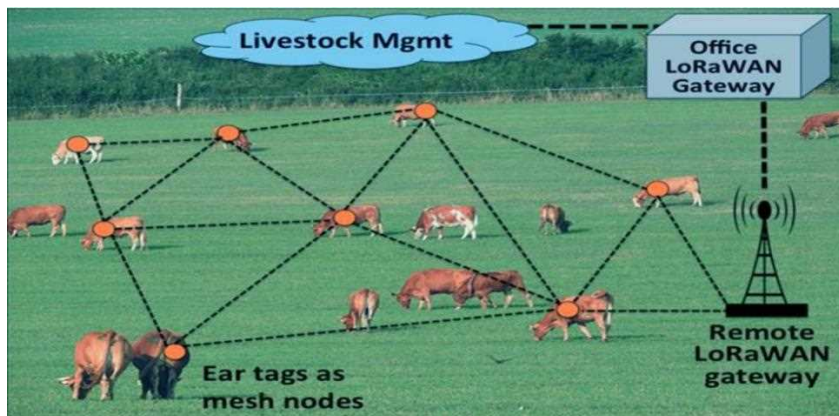 Livestock Mgmt
Office
LoRaWAN
Gateway
Remote
LoRaWAN
gateway
Ear tags as
mesh nodes